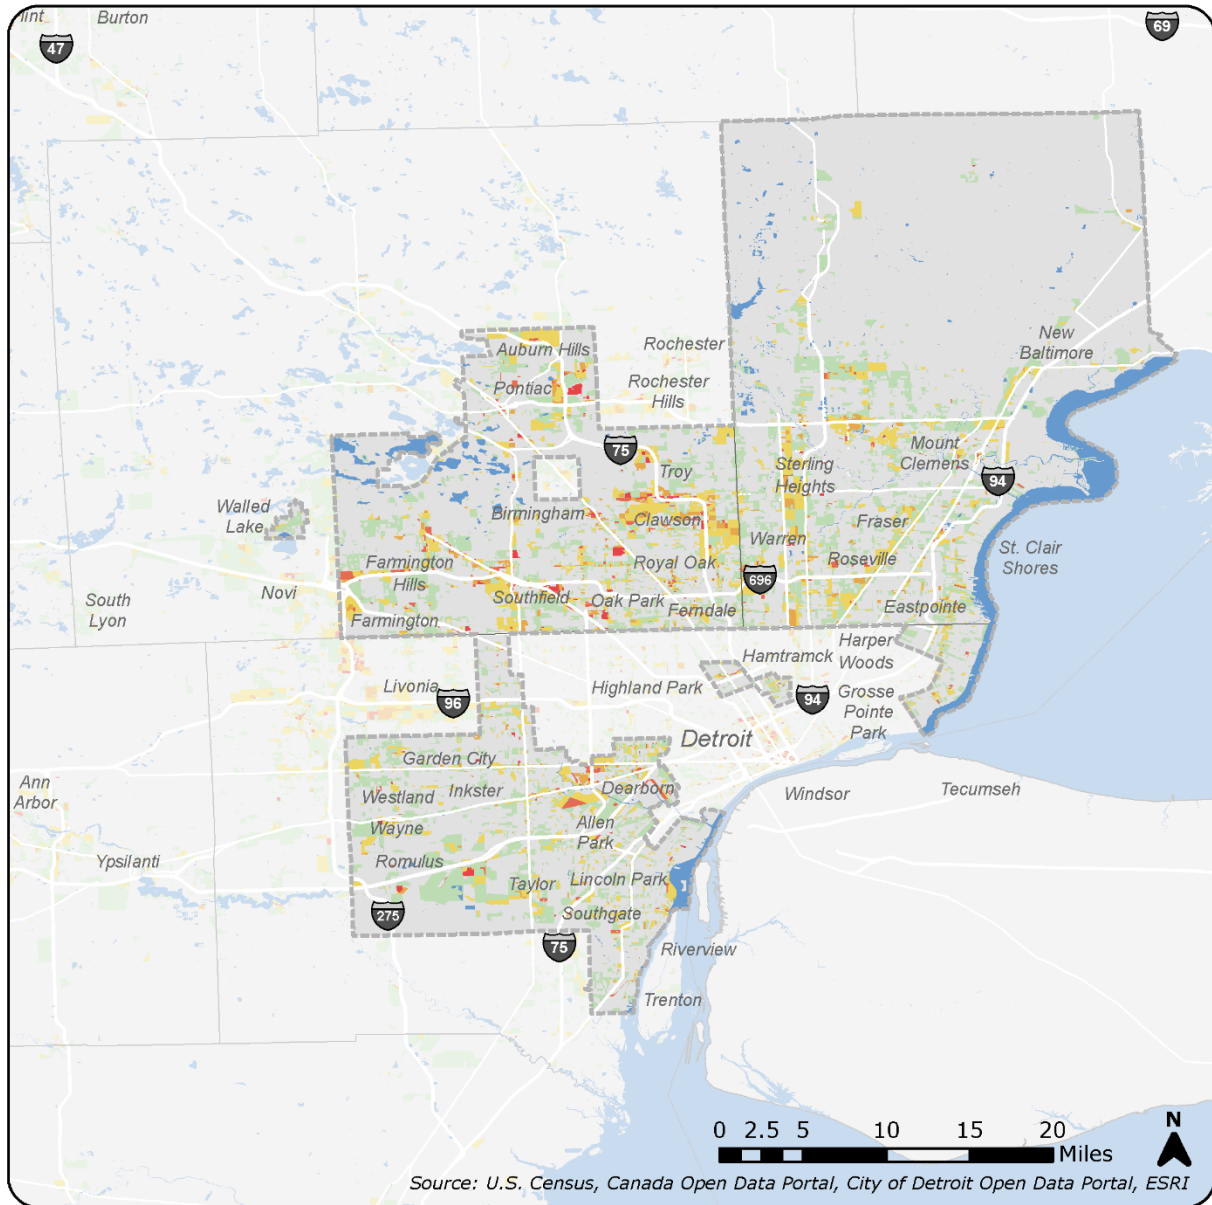 Burton
47
69
New
Baltimore
Auburn Hills
Rochester
Pontiac
Rochester
Hills
75
Troy
Sterling
Heights
Mount
Clemens
94
Walled
Lake
Birmingham
Clawson
Fraser
Warren
Roseville
St. Clair
Shores
Farmington
Hills
Royal Oak
696
Novi
Southfield
Oak Park
Ferndale
Eastpointe
South
Lyon
Farmington
Harper
Woods
Hamtramck
Livonia
96
Highland Park
94
Grosse
Pointe
Park
Detroit
Garden City
Ann
Arbor
Westland
Inkster
Dearborn
Windsor
Tecumseh
Wayne
Allen
Park
Ypsilanti
Romulus
Taylor
Lincoln Park
275
Southgate
75
Riverview
Trenton
N
0 2.5 5 10 15 20
Miles
Source: U.S. Census, Canada Open Data Portal, City of Detroit Open Data Portal, ESRI